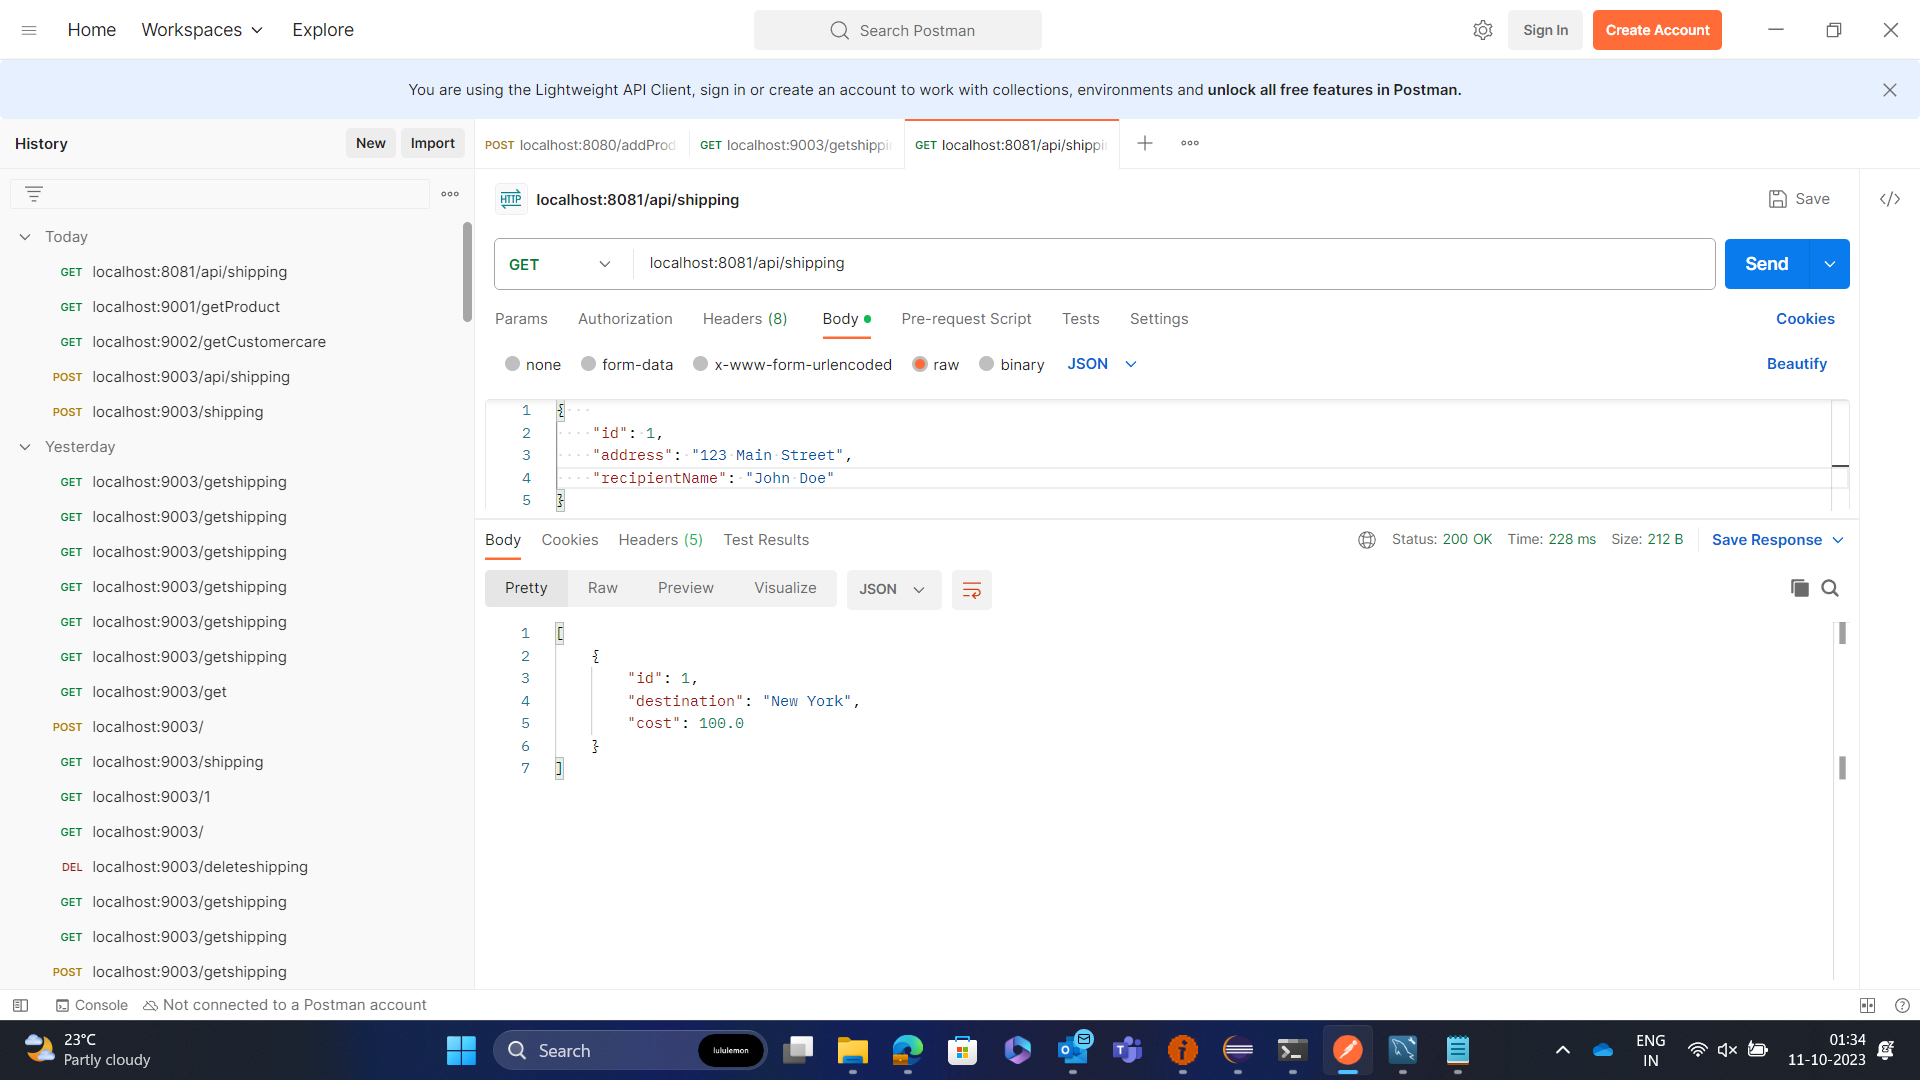 Home Workspaces Explore Search Postman Sign In Create Account
You are using the Lightweight API Client, sign in or create an account to work with collections, environments and unlock all free features in Postman.
History New Import
POST localhost:8080/addProd GET localhost:9003/getshippi GET localhost:8081/api/shippi
HTTP localhost:8081/api/shipping Save </>
Today
GET localhost:8081/api/shipping
GET localhost:9001/getProduct
GET localhost:9002/getCustomercare
POST localhost:9003/api/shipping
POST localhost:9003/shipping
Yesterday
GET localhost:9003/getshipping
GET localhost:9003/getshipping
GET localhost:9003/getshipping
GET localhost:9003/getshipping
GET localhost:9003/getshipping
GET localhost:9003/getshipping
GET localhost:9003/get
POST localhost:9003/
GET localhost:9003/shipping
GET localhost:9003/1
GET localhost:9003/
DEL localhost:9003/deleteshipping
GET localhost:9003/getshipping
GET localhost:9003/getshipping
POST localhost:9003/getshipping
GET localhost:8081/api/shipping Send
Params Authorization Headers (8) Body Pre-request Script Tests Settings Cookies
none form-data x-www-form-urlencoded raw binary JSON Beautify
1 {
2 "id": 1,
3 "address": "123 Main Street",
4 "recipientName": "John Doe"
5 }
Body Cookies Headers (5) Test Results Status: 200 OK Time: 228 ms Size: 212 B Save Response
Pretty Raw Preview Visualize JSON
1 [
2 {
3 "id": 1,
4 "destination": "New York",
5 "cost": 100.0
6 }
7 ]
Console Not connected to a Postman account
23°C
Partly cloudy
Search lululemon
ENG
IN
01:34
11-10-2023